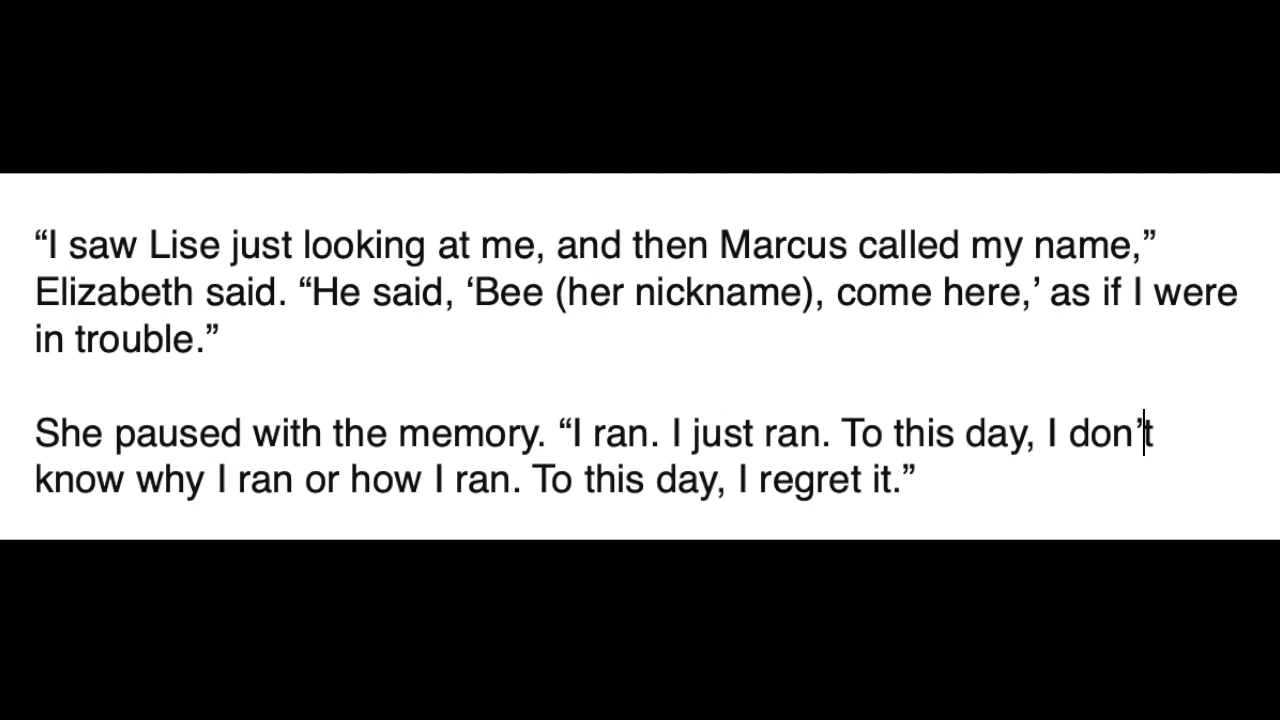 “I saw Lise just looking at me, and then Marcus called my name,”
Elizabeth said. “He said, ‘Bee (her nickname), come here,’ as if I were
in trouble.”
She paused with the memory. “I ran. I just ran. To this day, I don’t
know why I ran or how I ran. To this day, I regret it.”